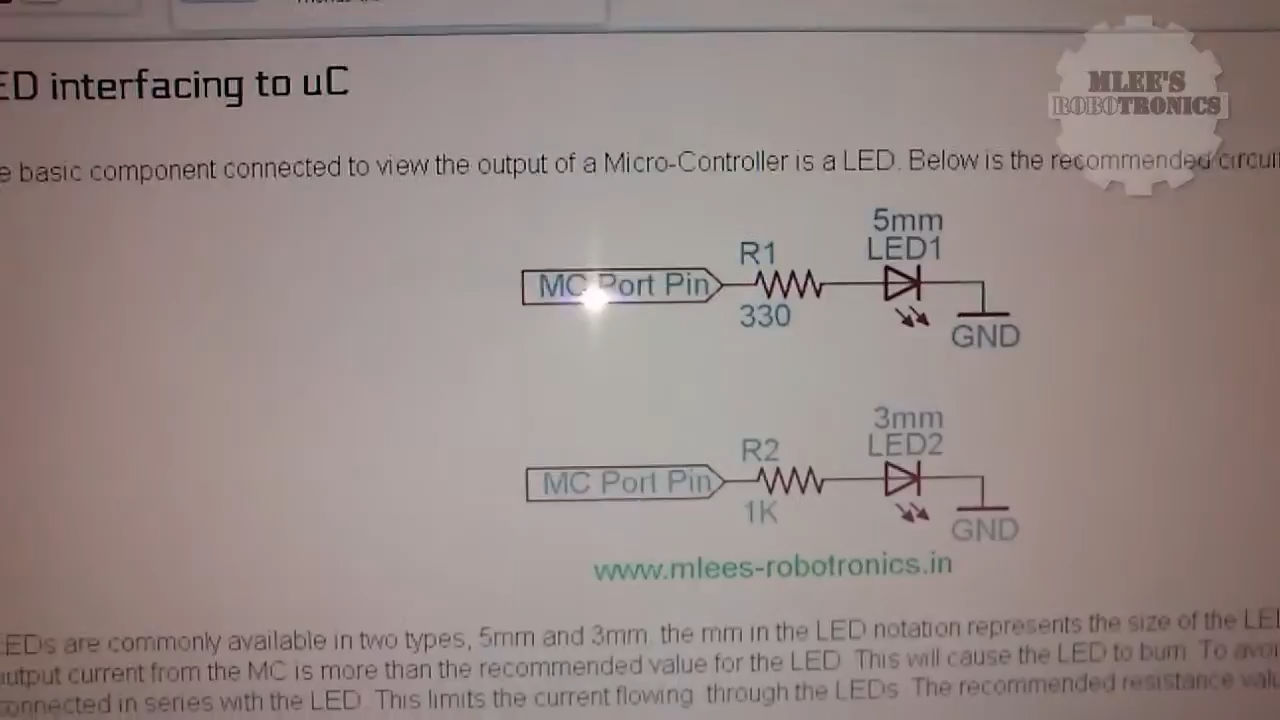 ED interfacing to uC
MLEE'S
ROBOTRONICS
e basic component connected to view the output of a Micro-Controller is a LED. Below is the recommended circuit
5mm
LED1
R1
MC Port Pin
330
GND
3mm
LED2
R2
MC Port Pin
1K
GND
www.mlees-robotronics.in
LEDs are commonly available in two types, 5mm and 3mm. the mm in the LED notation represents the size of the LED
output current from the MC is more than the recommended value for the LED. This will cause the LED to burn. To avoi
connected in series with the LED. This limits the current flowing through the LEDs. The recommended resistance valu